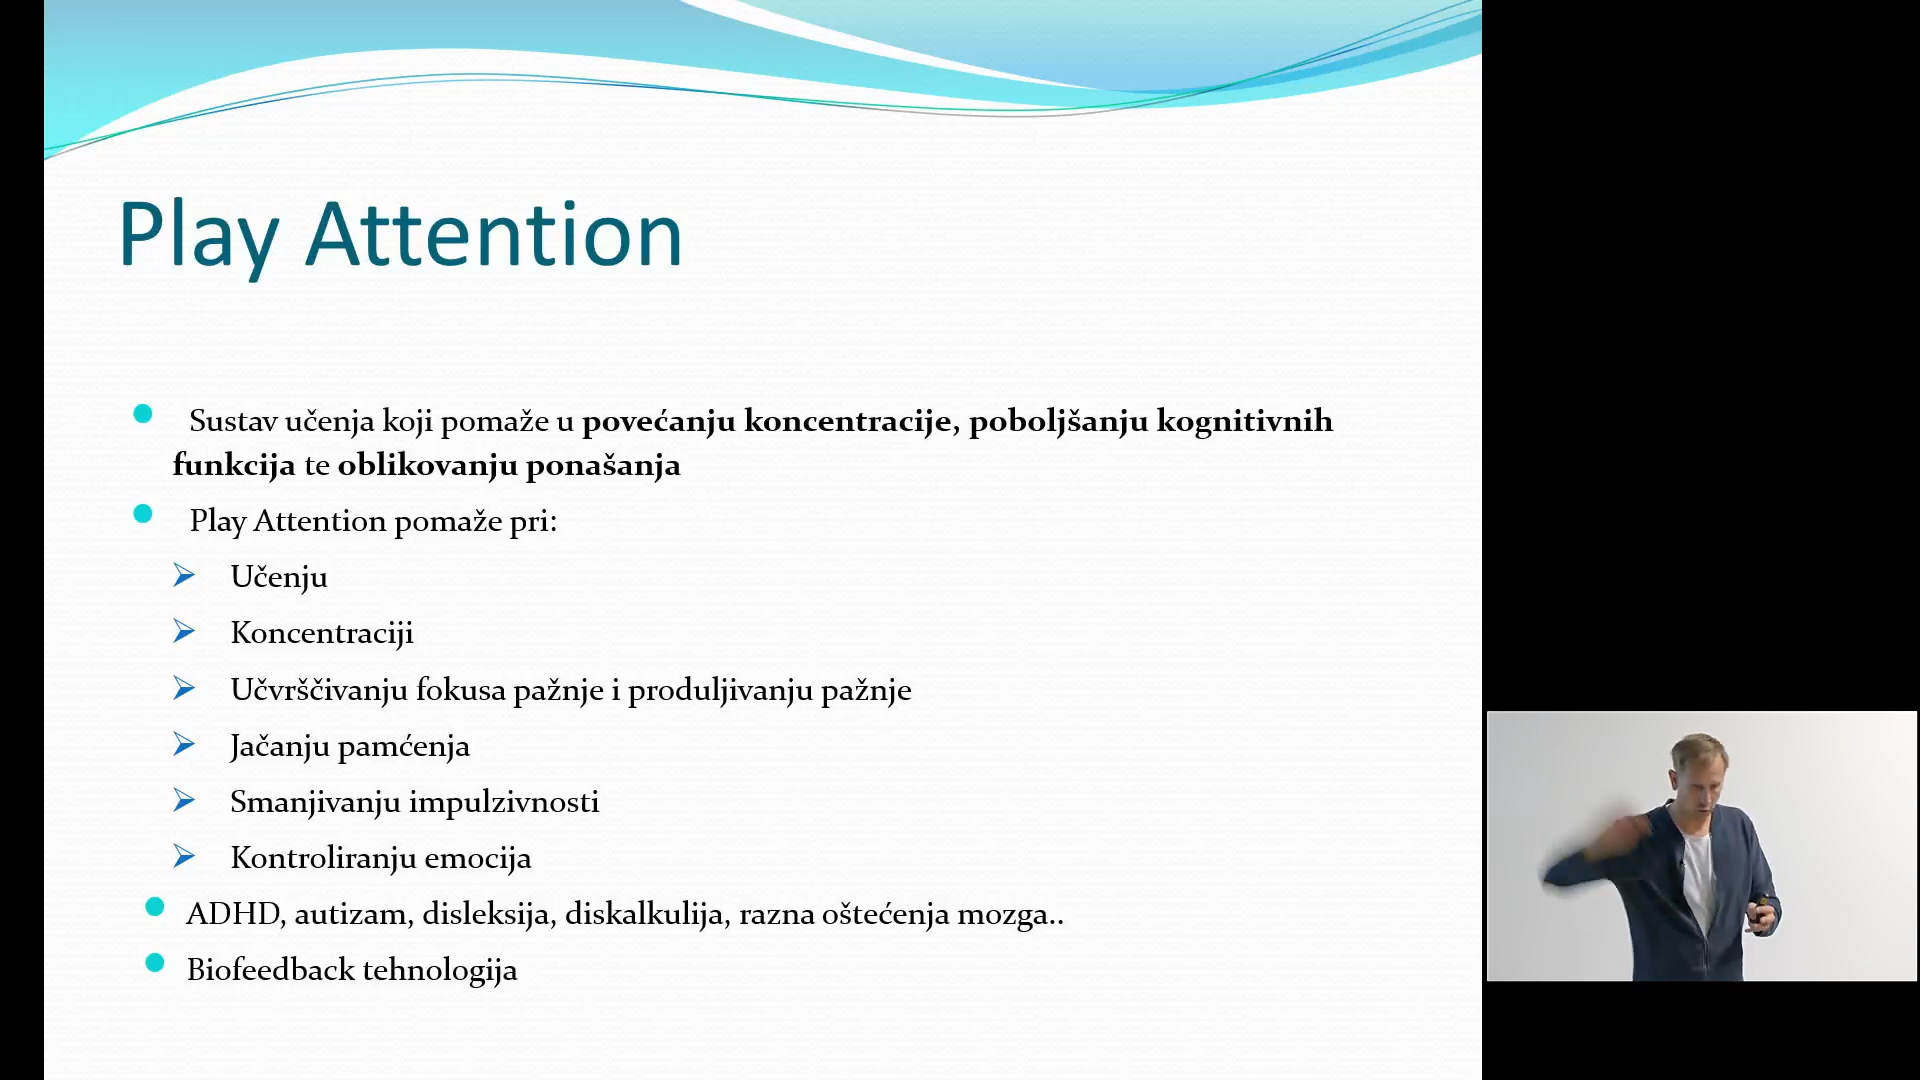 Play Attention
Sustav učenja koji pomaže u povećanju koncentracije, poboljšanju kognitivnih
funkcija te oblikovanju ponašanja
Play Attention pomaže pri:
Učenju
Koncentraciji
Učvrščivanju fokusa pažnje i produljivanju pažnje
Jačanju pamćenja
Smanjivanju impulzivnosti
Kontroliranju emocija
ADHD, autizam, disleksija, diskalkulija, razna oštećenja mozga..
Biofeedback tehnologija